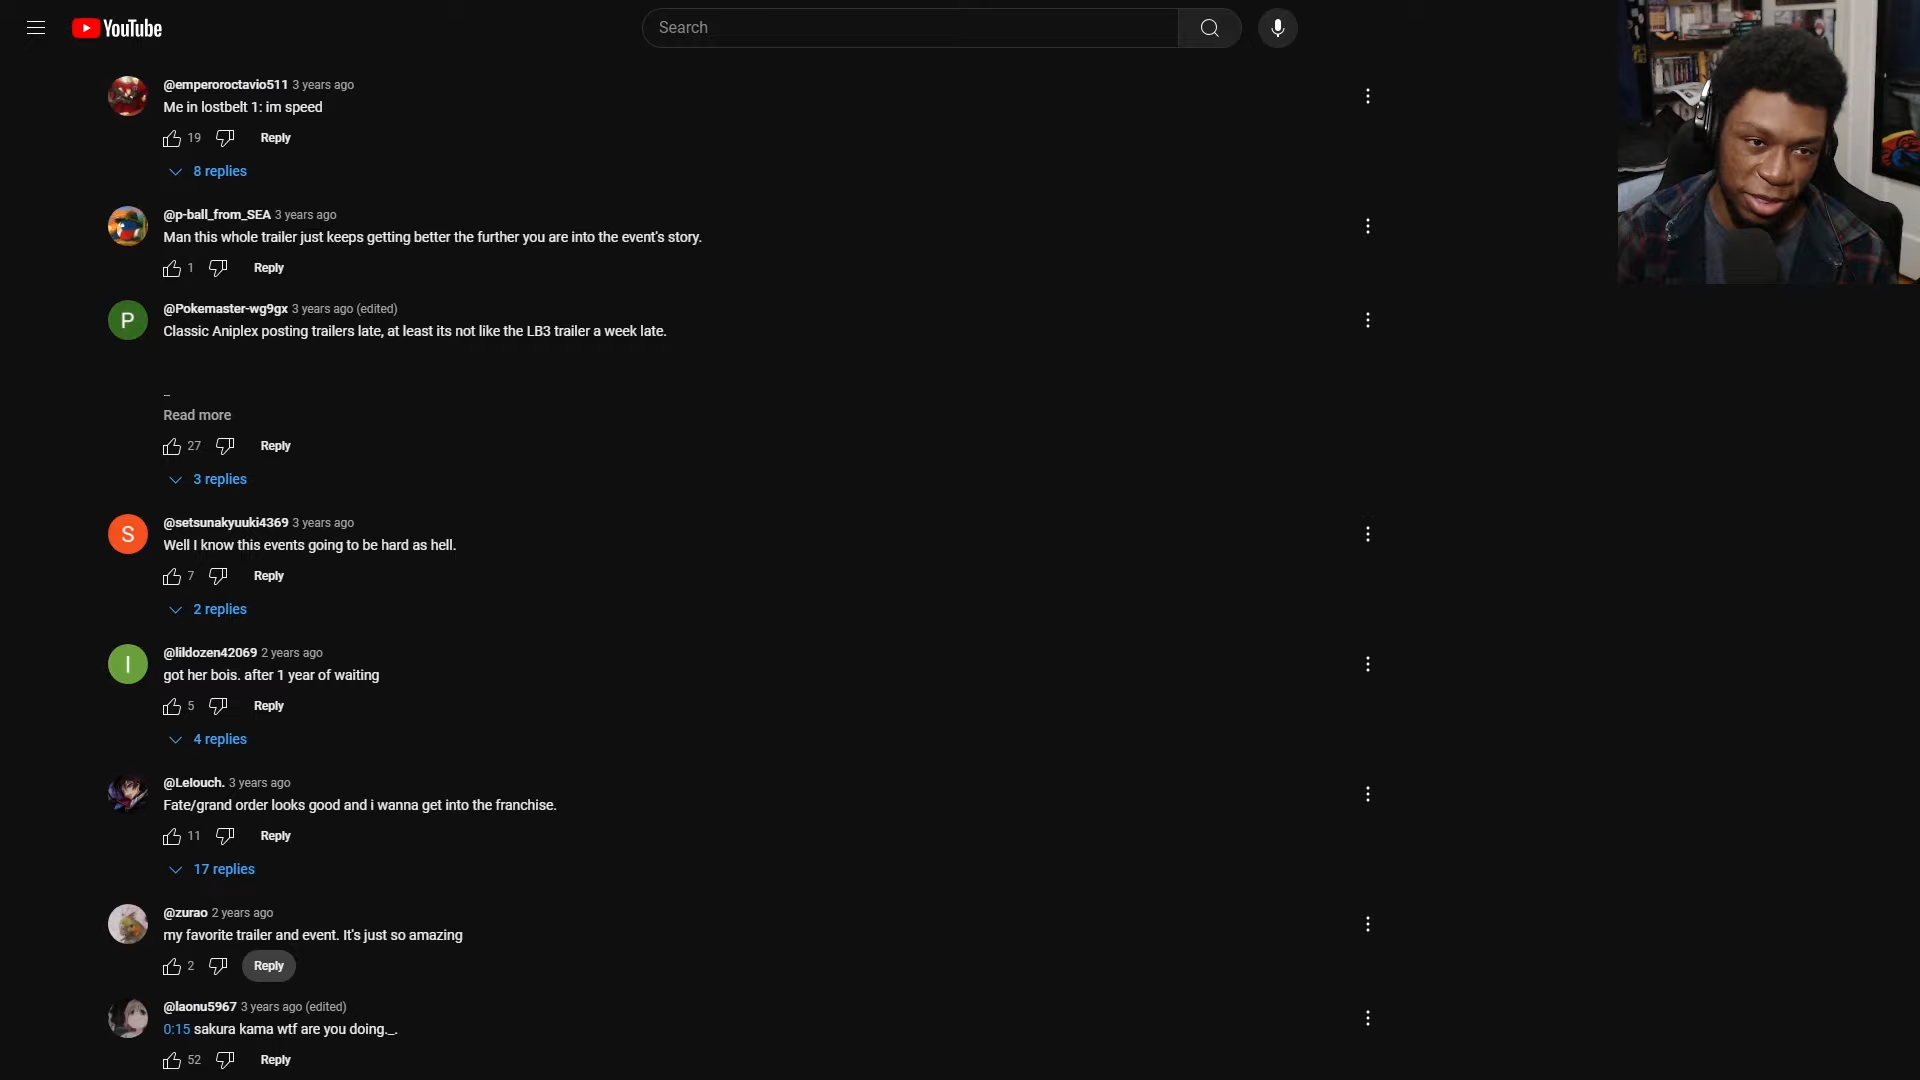 YouTube
Search
@emperoroctavio511 3 years ago
Me in lostbelt 1: im speed
19 Reply
8 replies
@p-ball_from_SEA 3 years ago
Man this whole trailer just keeps getting better the further you are into the event's story.
1 Reply
P
@Pokemaster-wg9gx 3 years ago (edited)
Classic Aniplex posting trailers late, at least its not like the LB3 trailer a week late.
_
Read more
27 Reply
3 replies
S
@setsunakyuuki4369 3 years ago
Well I know this events going to be hard as hell.
7 Reply
2 replies
I
@lildozen42069 2 years ago
got her bois. after 1 year of waiting
5 Reply
4 replies
@LeIouch. 3 years ago
Fate/grand order looks good and i wanna get into the franchise.
11 Reply
17 replies
@zurao 2 years ago
my favorite trailer and event. It's just so amazing
2 Reply
@laonu5967 3 years ago (edited)
0:15 sakura kama wtf are you doing._.
52 Reply